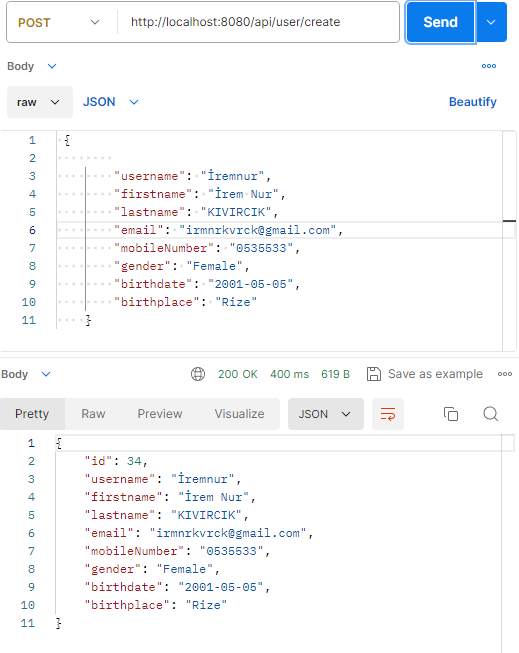 POST http://localhost:8080/api/user/create Send
Body
raw JSON Beautify
1 {
2
3 "username": "İremnur",
4 "firstname": "İrem Nur",
5 "lastname": "KIVIRCIK",
6 "email": "irmnrkvrck@gmail.com",
7 "mobileNumber": "0535533",
8 "gender": "Female",
9 "birthdate": "2001-05-05",
10 "birthplace": "Rize"
11 }
Body 200 OK 400 ms 619 B Save as example
Pretty Raw Preview Visualize JSON
1 {
2 "id": 34,
3 "username": "İremnur",
4 "firstname": "İrem Nur",
5 "lastname": "KIVIRCIK",
6 "email": "irmnrkvrck@gmail.com",
7 "mobileNumber": "0535533",
8 "gender": "Female",
9 "birthdate": "2001-05-05",
10 "birthplace": "Rize"
11 }